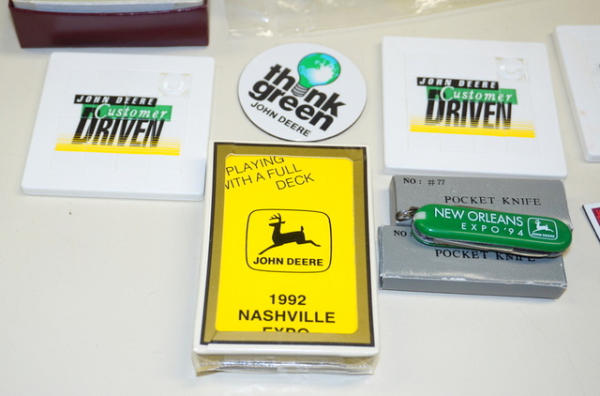 JOHN DEERE
Customer
DRIVEN
think
green
JOHN DEERE
JOHN DEERE
Customer
DRIVEN
PLAYING
WITH A FULL
DECK
JOHN DEERE
1992
NASHVILLE
EXPO
NO: #77
POCKET KNIFE
NEW ORLEANS
EXPO '94
NO
POCKET KNIFE